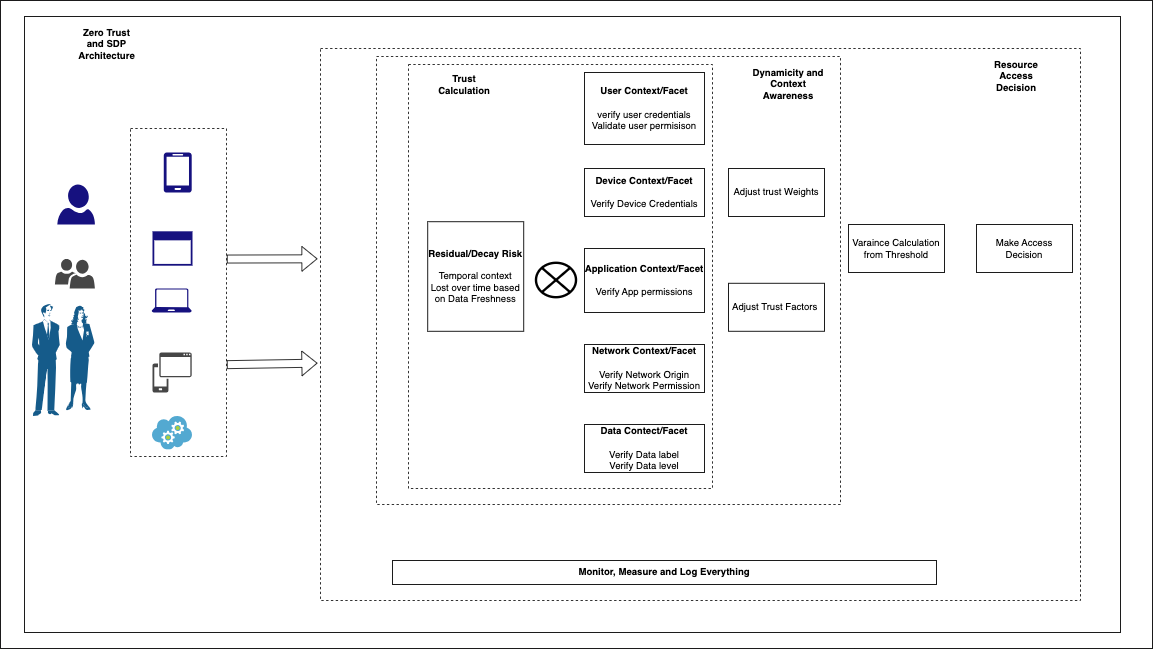 Zero Trust
and SDP
Architecture
Trust
Calculation
Residual/Decay Risk
Temporal context
Lost over time based
on Data Freshness
User Context/Facet
verify user credentials
Validate user permisison
Device Context/Facet
Verify Device Credentials
Application Context/Facet
Verify App permissions
Network Context/Facet
Verify Network Origin
Verify Network Permission
Data Contect/Facet
Verify Data label
Verify Data level
Dynamicity and
Context
Awareness
Adjust trust Weights
Adjust Trust Factors
Resource
Access
Decision
Varaince Calculation
from Threshold
Make Access
Decision
Monitor, Measure and Log Everything